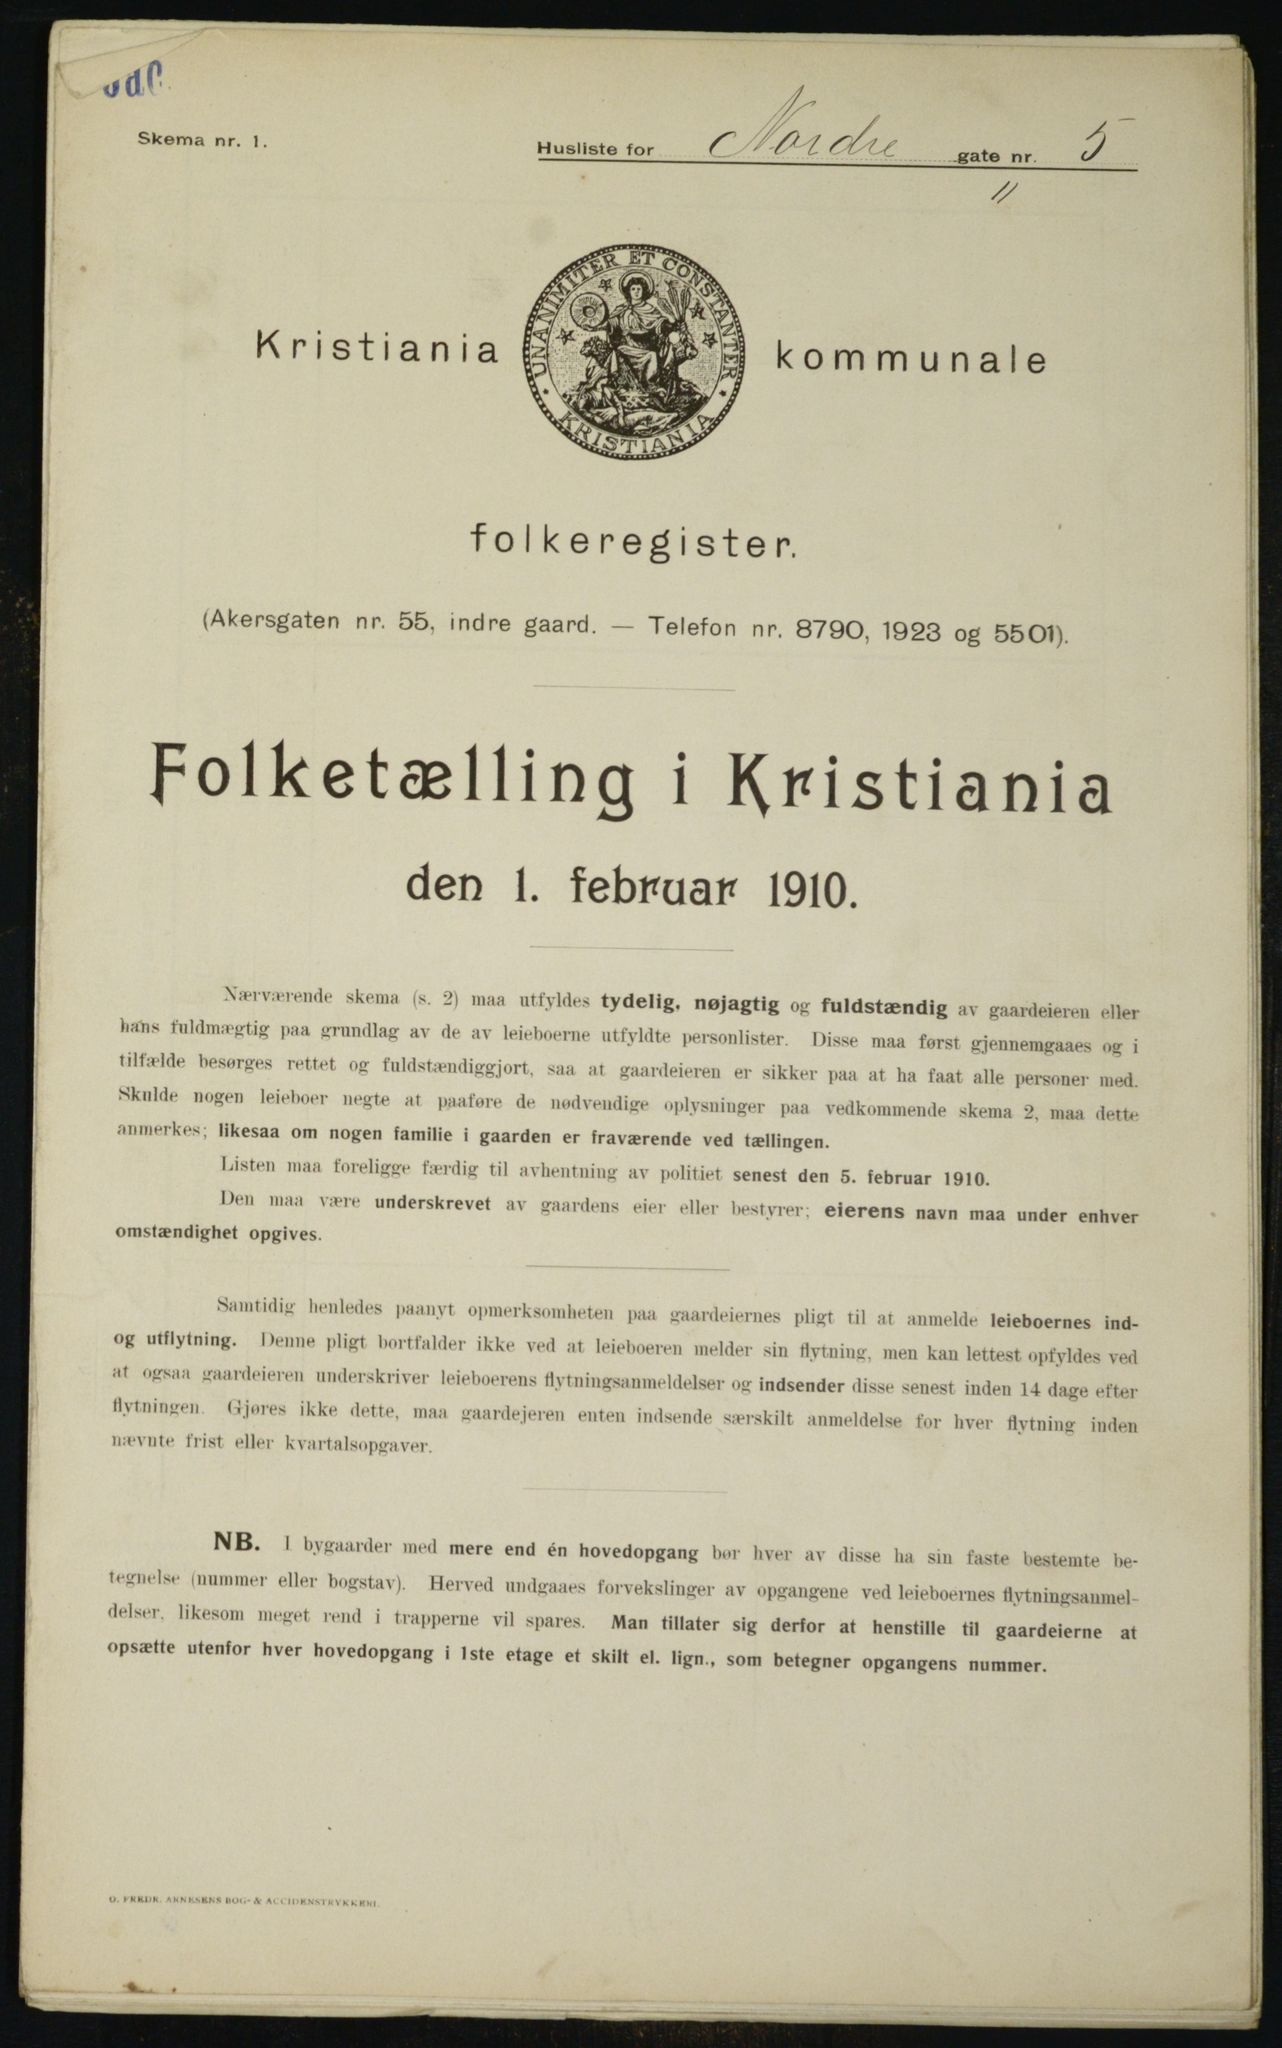 Skema nr. 1.
Husliste for Nordre gate nr. 5
"
UNANIMITER ET CONSTANTER
KRISTIANIA
Kristiania kommunale
folkeregister.
(Akersgaten nr. 55, indre gaard. — Telefon nr. 8790, 1923 og 5501).
Folketælling i Kristiania
den 1. februar 1910.
Nærværende skema (s. 2) maa utfyldes tydelig, nøjagtig og fuldstændig av gaardeieren eller
hans fuldmægtig paa grundlag av de av leieboerne utfyldte personlister. Disse maa først gjennemgaaes og i
tilfælde besørges rettet og fuldstændiggjort, saa at gaardeieren er sikker paa at ha faat alle personer med.
Skulde nogen leieboer negte at paaføre de nødvendige oplysninger paa vedkommende skema 2, maa dette
anmerkes; likesaa om nogen familie i gaarden er fraværende ved tællingen.
Listen maa foreligge færdig til avhentning av politiet senest den 5. februar 1910.
Den maa være underskrevet av gaardens eier eller bestyrer; eierens navn maa under enhver
omstændighet opgives.
Samtidig henledes paanyt opmerksomheten paa gaardeiernes pligt til at anmelde leieboernes ind-
og utflytning. Denne pligt bortfalder ikke ved at leieboeren melder sin flytning, men kan lettest opfyldes ved
at ogsaa gaardeieren underskriver leieboerens flytningsanmeldelser og indsender disse senest inden 14 dage efter
flytningen. Gjøres ikke dette, maa gaardejeren enten indsende særskilt anmeldelse for hver flytning inden
nævnte frist eller kvartalsopgaver.
NB. I bygaarder med mere end én hovedopgang bør hver av disse ha sin faste bestemte be-
tegnelse (nummer eller bogstav). Herved undgaaes forvekslinger av opgangene ved leieboernes flytningsanmel-
delser, likesom meget rend i trapperne vil spares. Man tillater sig derfor at henstille til gaardeierne at
opsætte utenfor hver hovedopgang i 1ste etage et skilt el. lign., som betegner opgangens nummer.
O. FREDR. ARNESENS BOG- & ACCIDENSTRYKKERI.